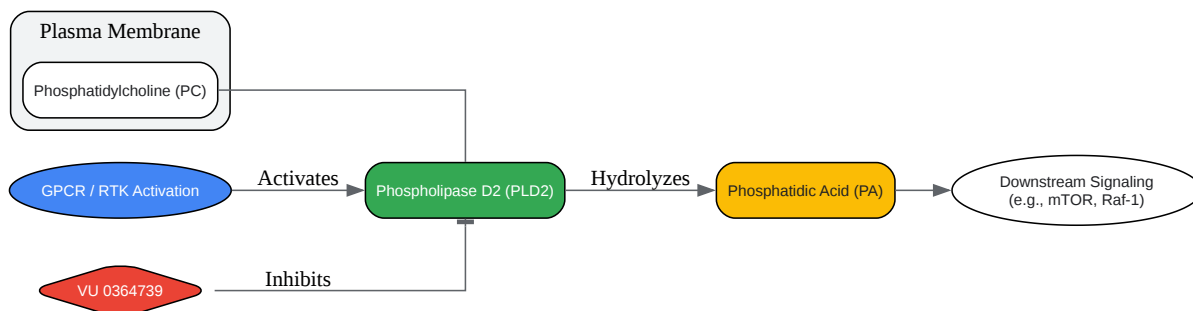 Plasma Membrane
Phosphatidylcholine (PC)
GPCR / RTK Activation
Activates
Phospholipase D2 (PLD2)
Hydrolyzes
Phosphatidic Acid (PA)
Downstream Signaling
(e.g., mTOR, Raf-1)
VU 0364739
Inhibits